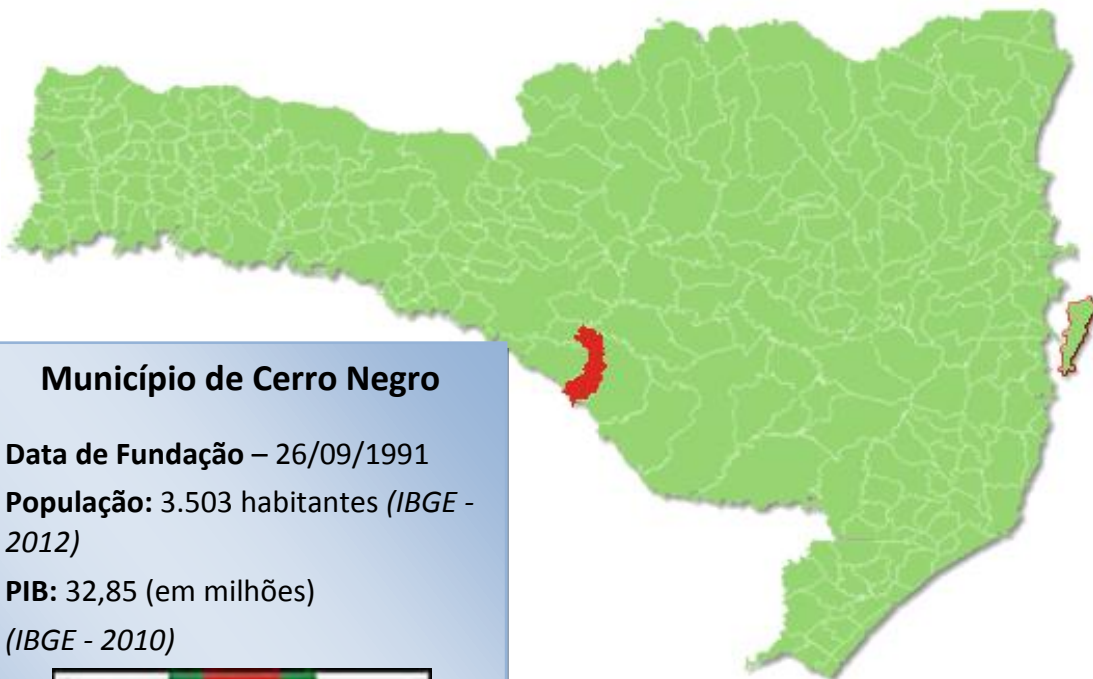 Município de Cerro Negro
Data de Fundação – 26/09/1991
População: 3.503 habitantes (IBGE -
2012)
PIB: 32,85 (em milhões)
(IBGE - 2010)